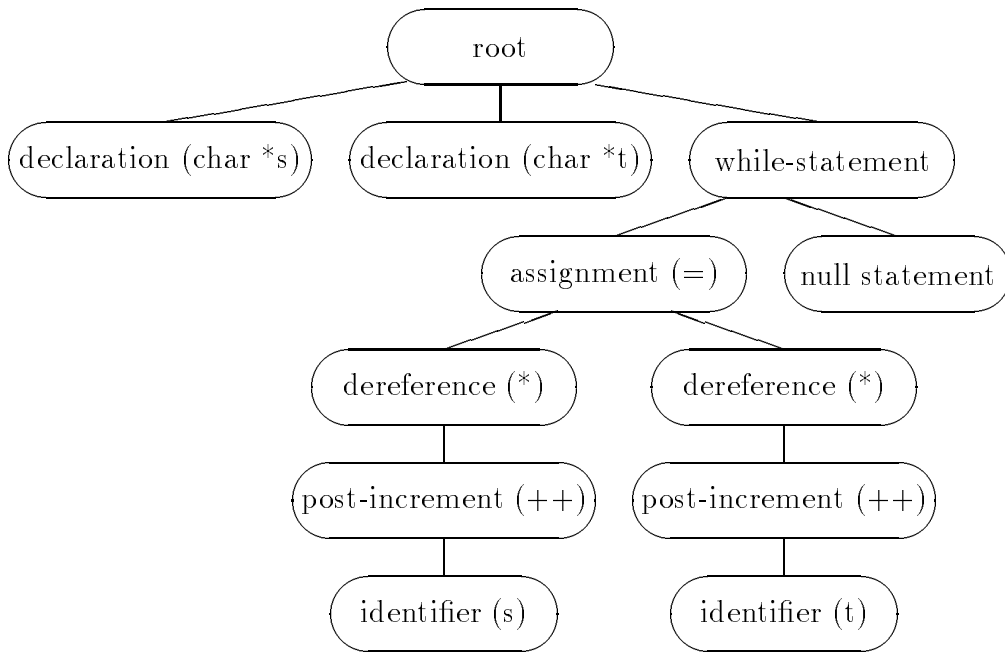 root
declaration (char *s)
declaration (char *t)
while-statement
assignment (=)
null statement
dereference (*)
dereference (*)
post-increment (++)
post-increment (++)
identifier (s)
identifier (t)